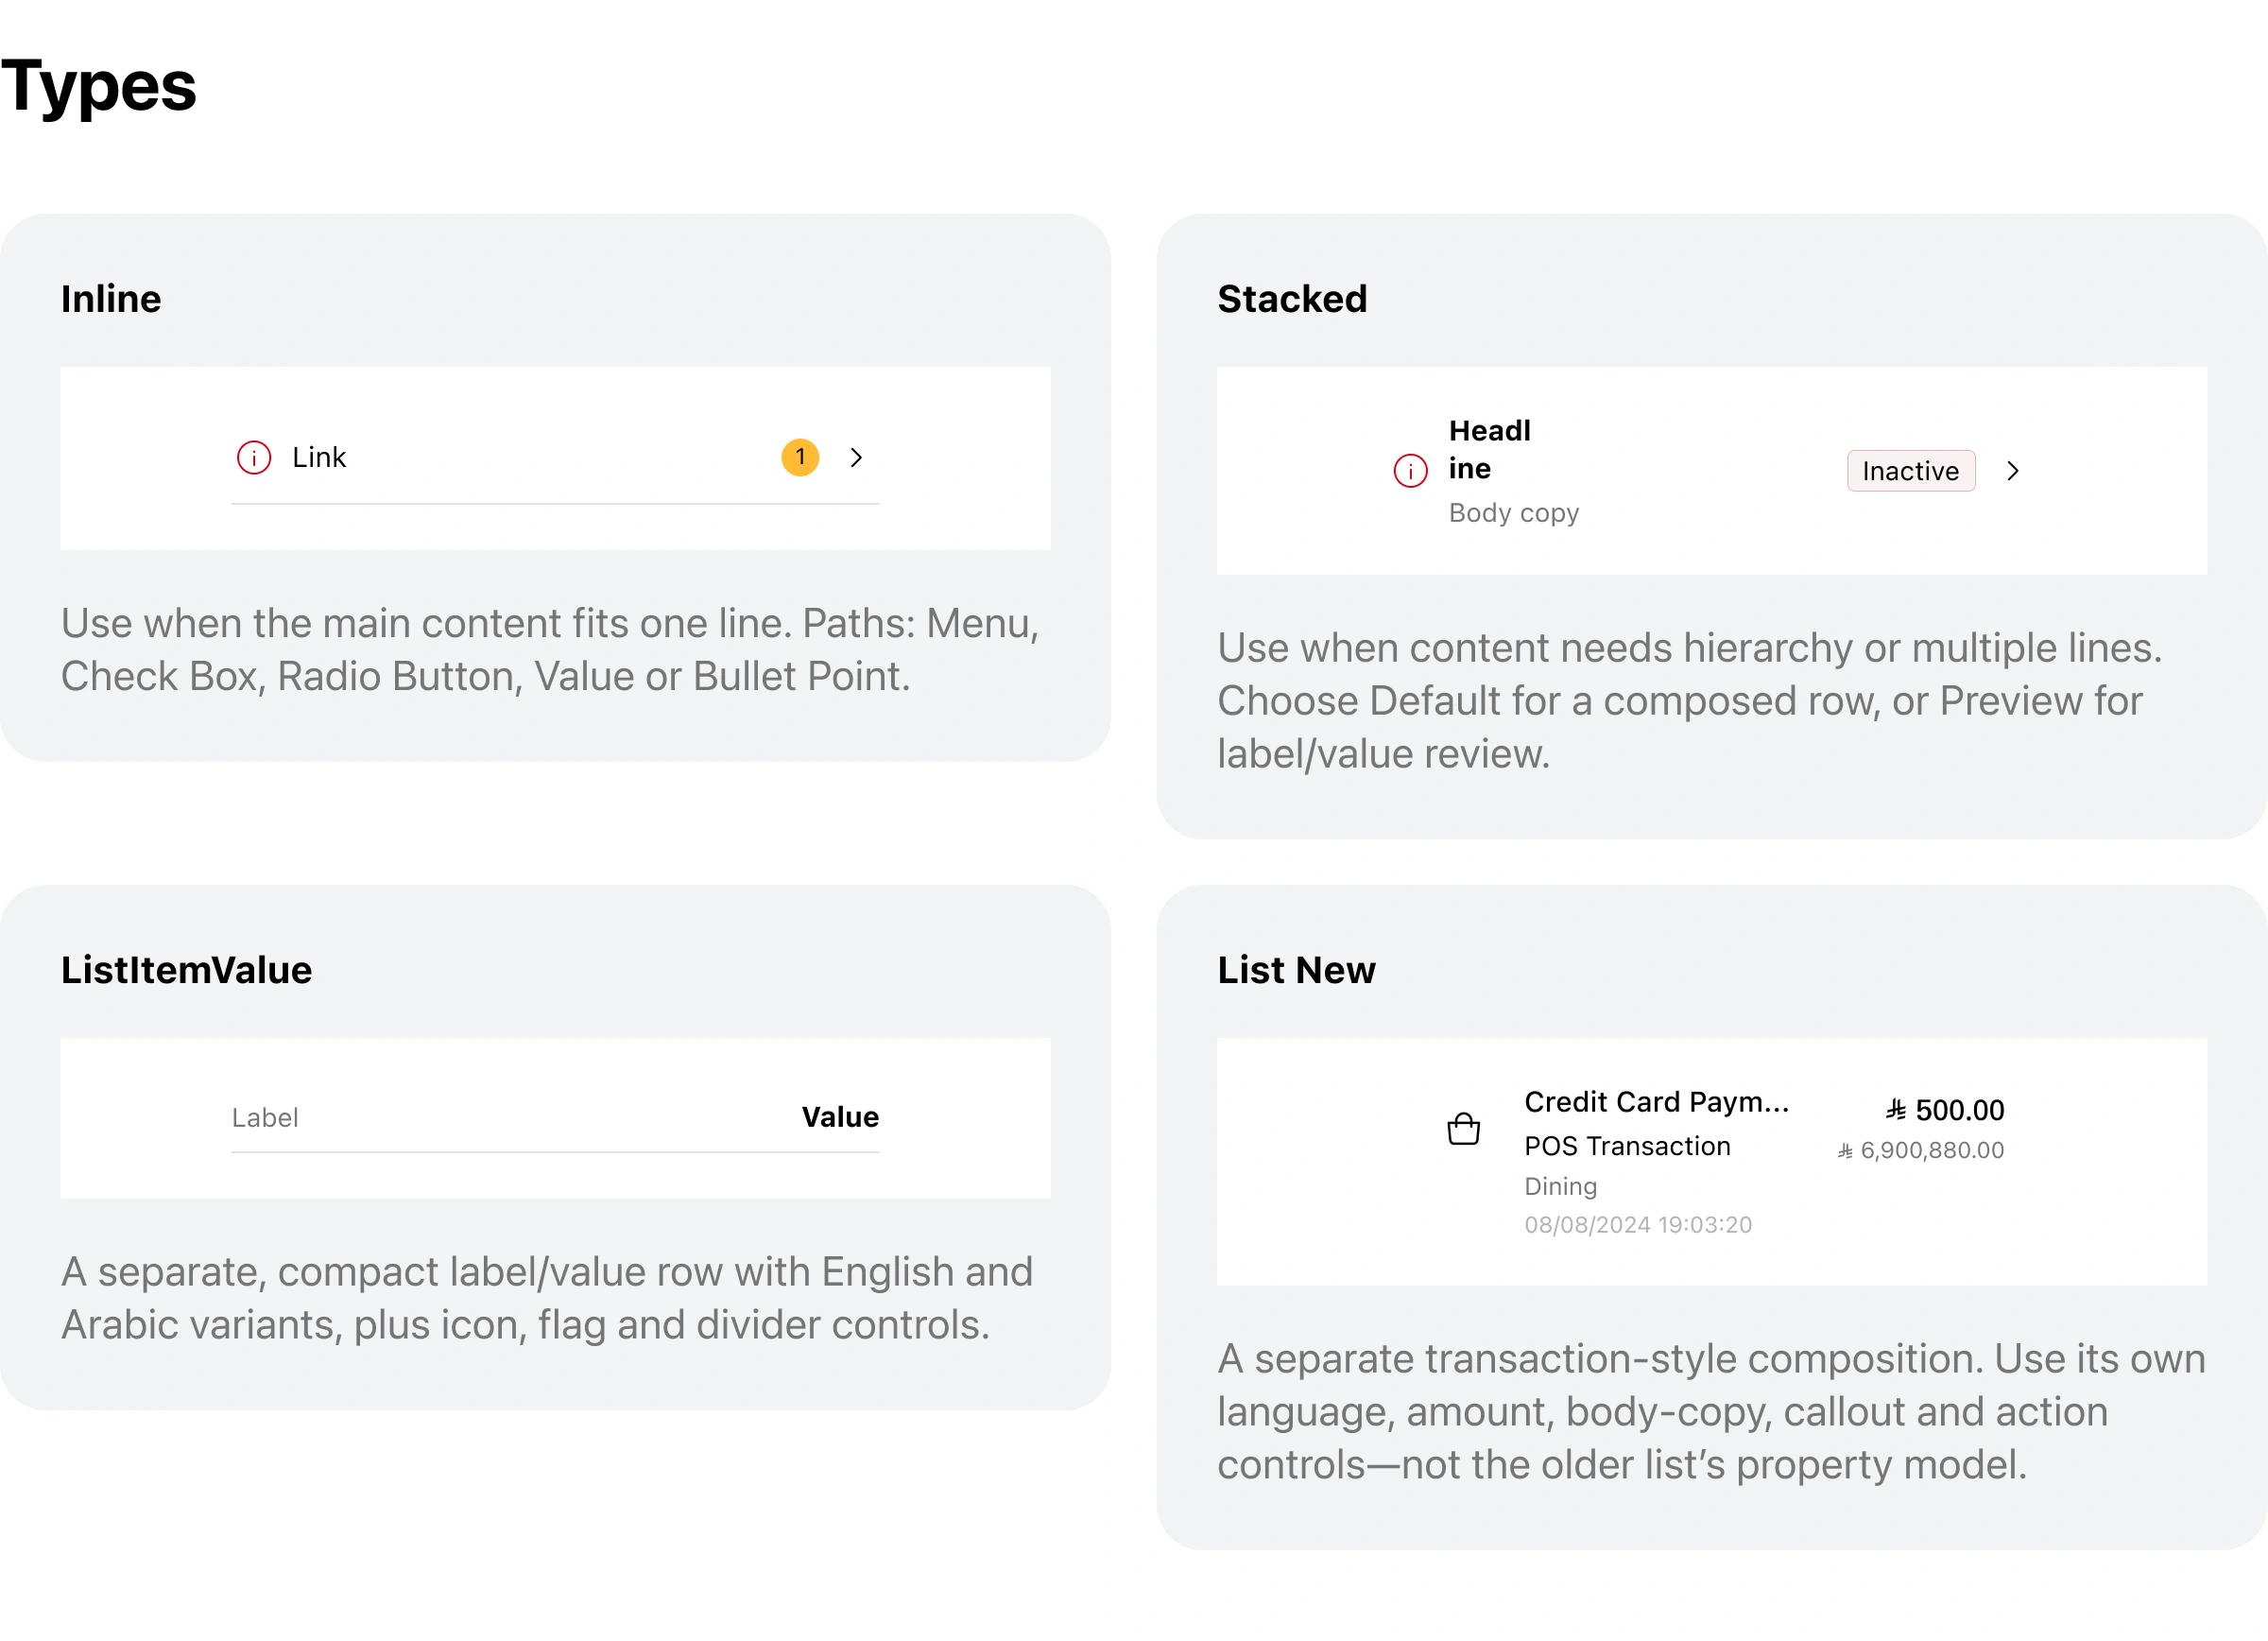 Types
Inline
Link
1
Use when the main content fits one line. Paths: Menu,
Check Box, Radio Button, Value or Bullet Point.
Stacked
Headl
ine
Body copy
Inactive
Use when content needs hierarchy or multiple lines.
Choose Default for a composed row, or Preview for
label/value review.
ListItemValue
Label
Value
A separate, compact label/value row with English and
Arabic variants, plus icon, flag and divider controls.
List New
Credit Card Paym...
POS Transaction
Dining
08/08/2024 19:03:20
⃁ 500.00
⃁ 6,900,880.00
A separate transaction-style composition. Use its own
language, amount, body-copy, callout and action
controls—not the older list’s property model.